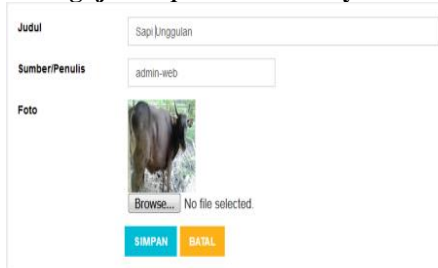 Judul
Sapi Unggulan
Sumber/Penulis
admin-web
Foto
Browse... No file selected.
SIMPAN BATAL